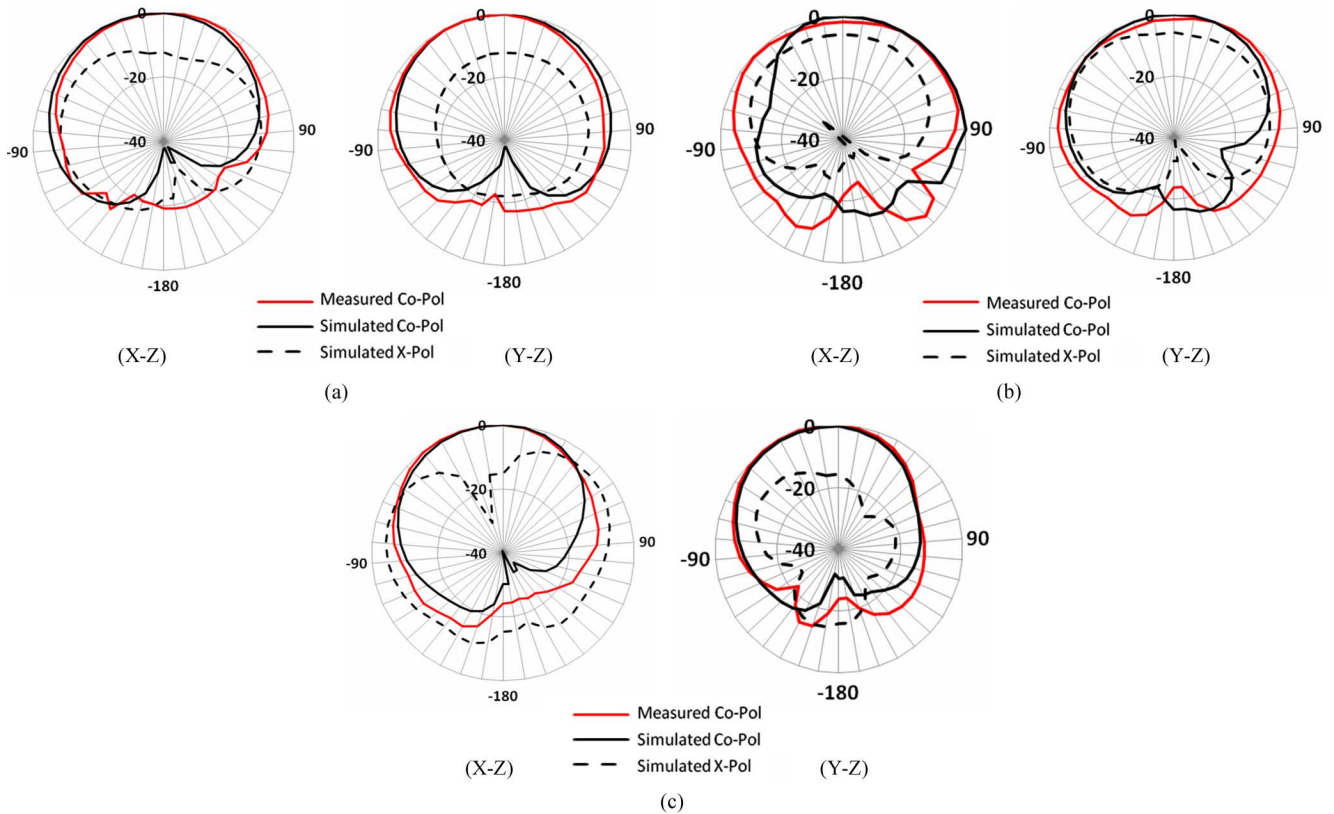 0
-20
-40
-90
90
-180
0
-20
-40
-90
90
-180
Measured Co-Pol
Simulated Co-Pol
Simulated X-Pol
(X-Z)
(Y-Z)
(a)
0
-20
-40
-90
90
-180
0
-20
-40
-90
90
-180
Measured Co-Pol
Simulated Co-Pol
Simulated X-Pol
(X-Z)
(Y-Z)
(b)
0
-20
-40
-90
90
-180
0
-20
-40
-90
90
-180
Measured Co-Pol
Simulated Co-Pol
Simulated X-Pol
(X-Z)
(Y-Z)
(c)